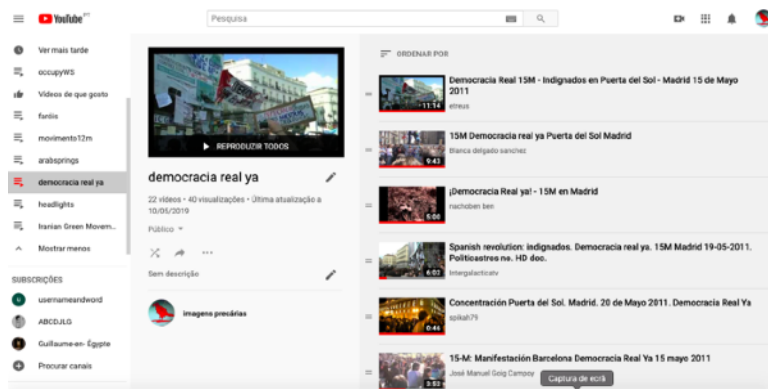 YouTube PT
Pesquisa
Ver mais tarde
occupyWS
Vídeos de que gosto
faróis
movimento12m
arabsprings
democracia real ya
headlights
Iranian Green Movem...
Mostrar menos
SUBSCRIÇÕES
usernameandword
ABCDJLG
Guillaume-en- Égypte
Procurar canais
REPRODUZIR TODOS
democracia real ya
22 vídeos • 40 visualizações • Última atualização a
10/05/2019
Público
Sem descrição
imagens precárias
ORDENAR POR
11:14
Democracia Real 15M - Indignados en Puerta del Sol - Madrid 15 de Mayo
2011
etreus
9:43
15M Democracia real ya Puerta del Sol Madrid
Blanca delgado sanchez
5:00
¡Democracia Real ya! - 15M en Madrid
nachoben ben
6:02
Spanish revolution: indignados. Democracia real ya. 15M Madrid 19-05-2011.
Politicastros no. HD doc.
Intergalacticatv
0:46
Concentración Puerta del Sol. Madrid. 20 de Mayo 2011. Democracia Real Ya
spikah79
3:53
15-M: Manifestación Barcelona Democracia Real Ya 15 mayo 2011
José Manuel Goig Campoy
Captura de ecrã